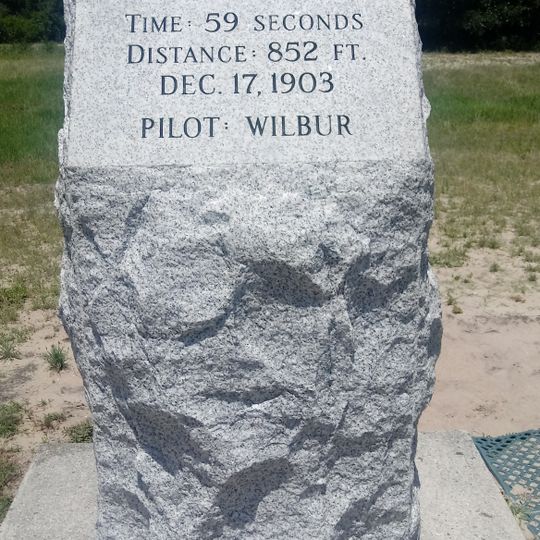 TIME: 59 SECONDS
DISTANCE: 852 FT.
DEC. 17, 1903
PILOT: WILBUR